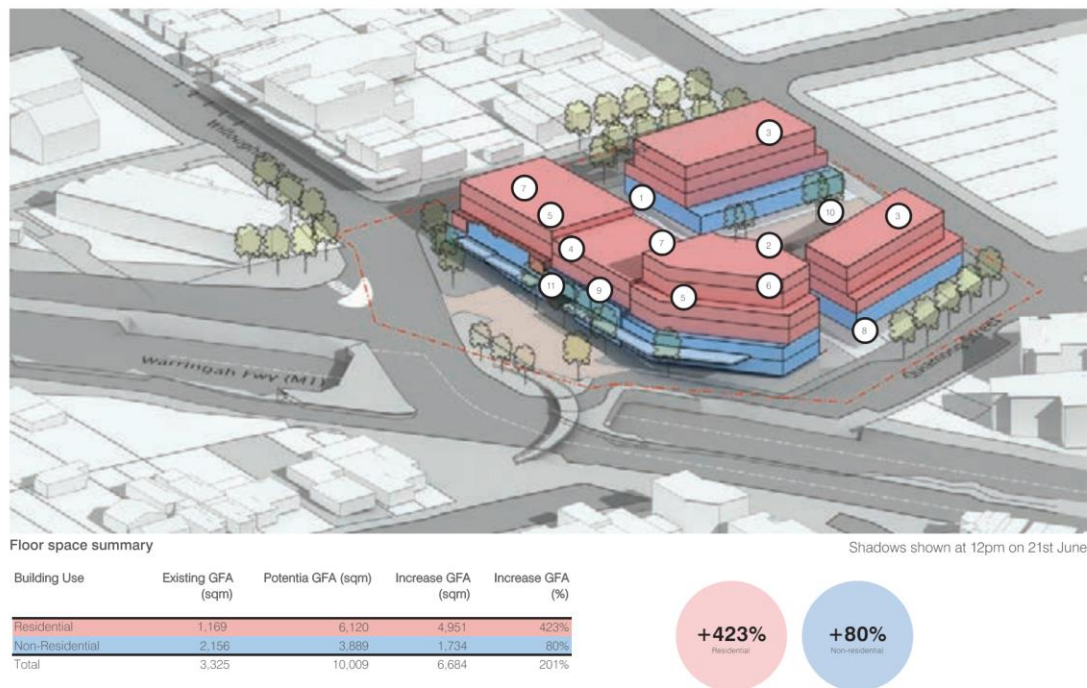 3
7
1
5
10
3
4
7
2
11
9
5
6
8
Warringah Fwy (M1)
Floor space summary
Shadows shown at 12pm on 21st June
Building Use Existing GFA (sqm) Potentia GFA (sqm) Increase GFA (sqm) Increase GFA (%)
Residential 1,169 6,120 4,951 423%
Non-Residential 2,156 3,889 1,734 80%
Total 3,325 10,009 6,684 201%
+423%
Residential
+80%
Non-residential